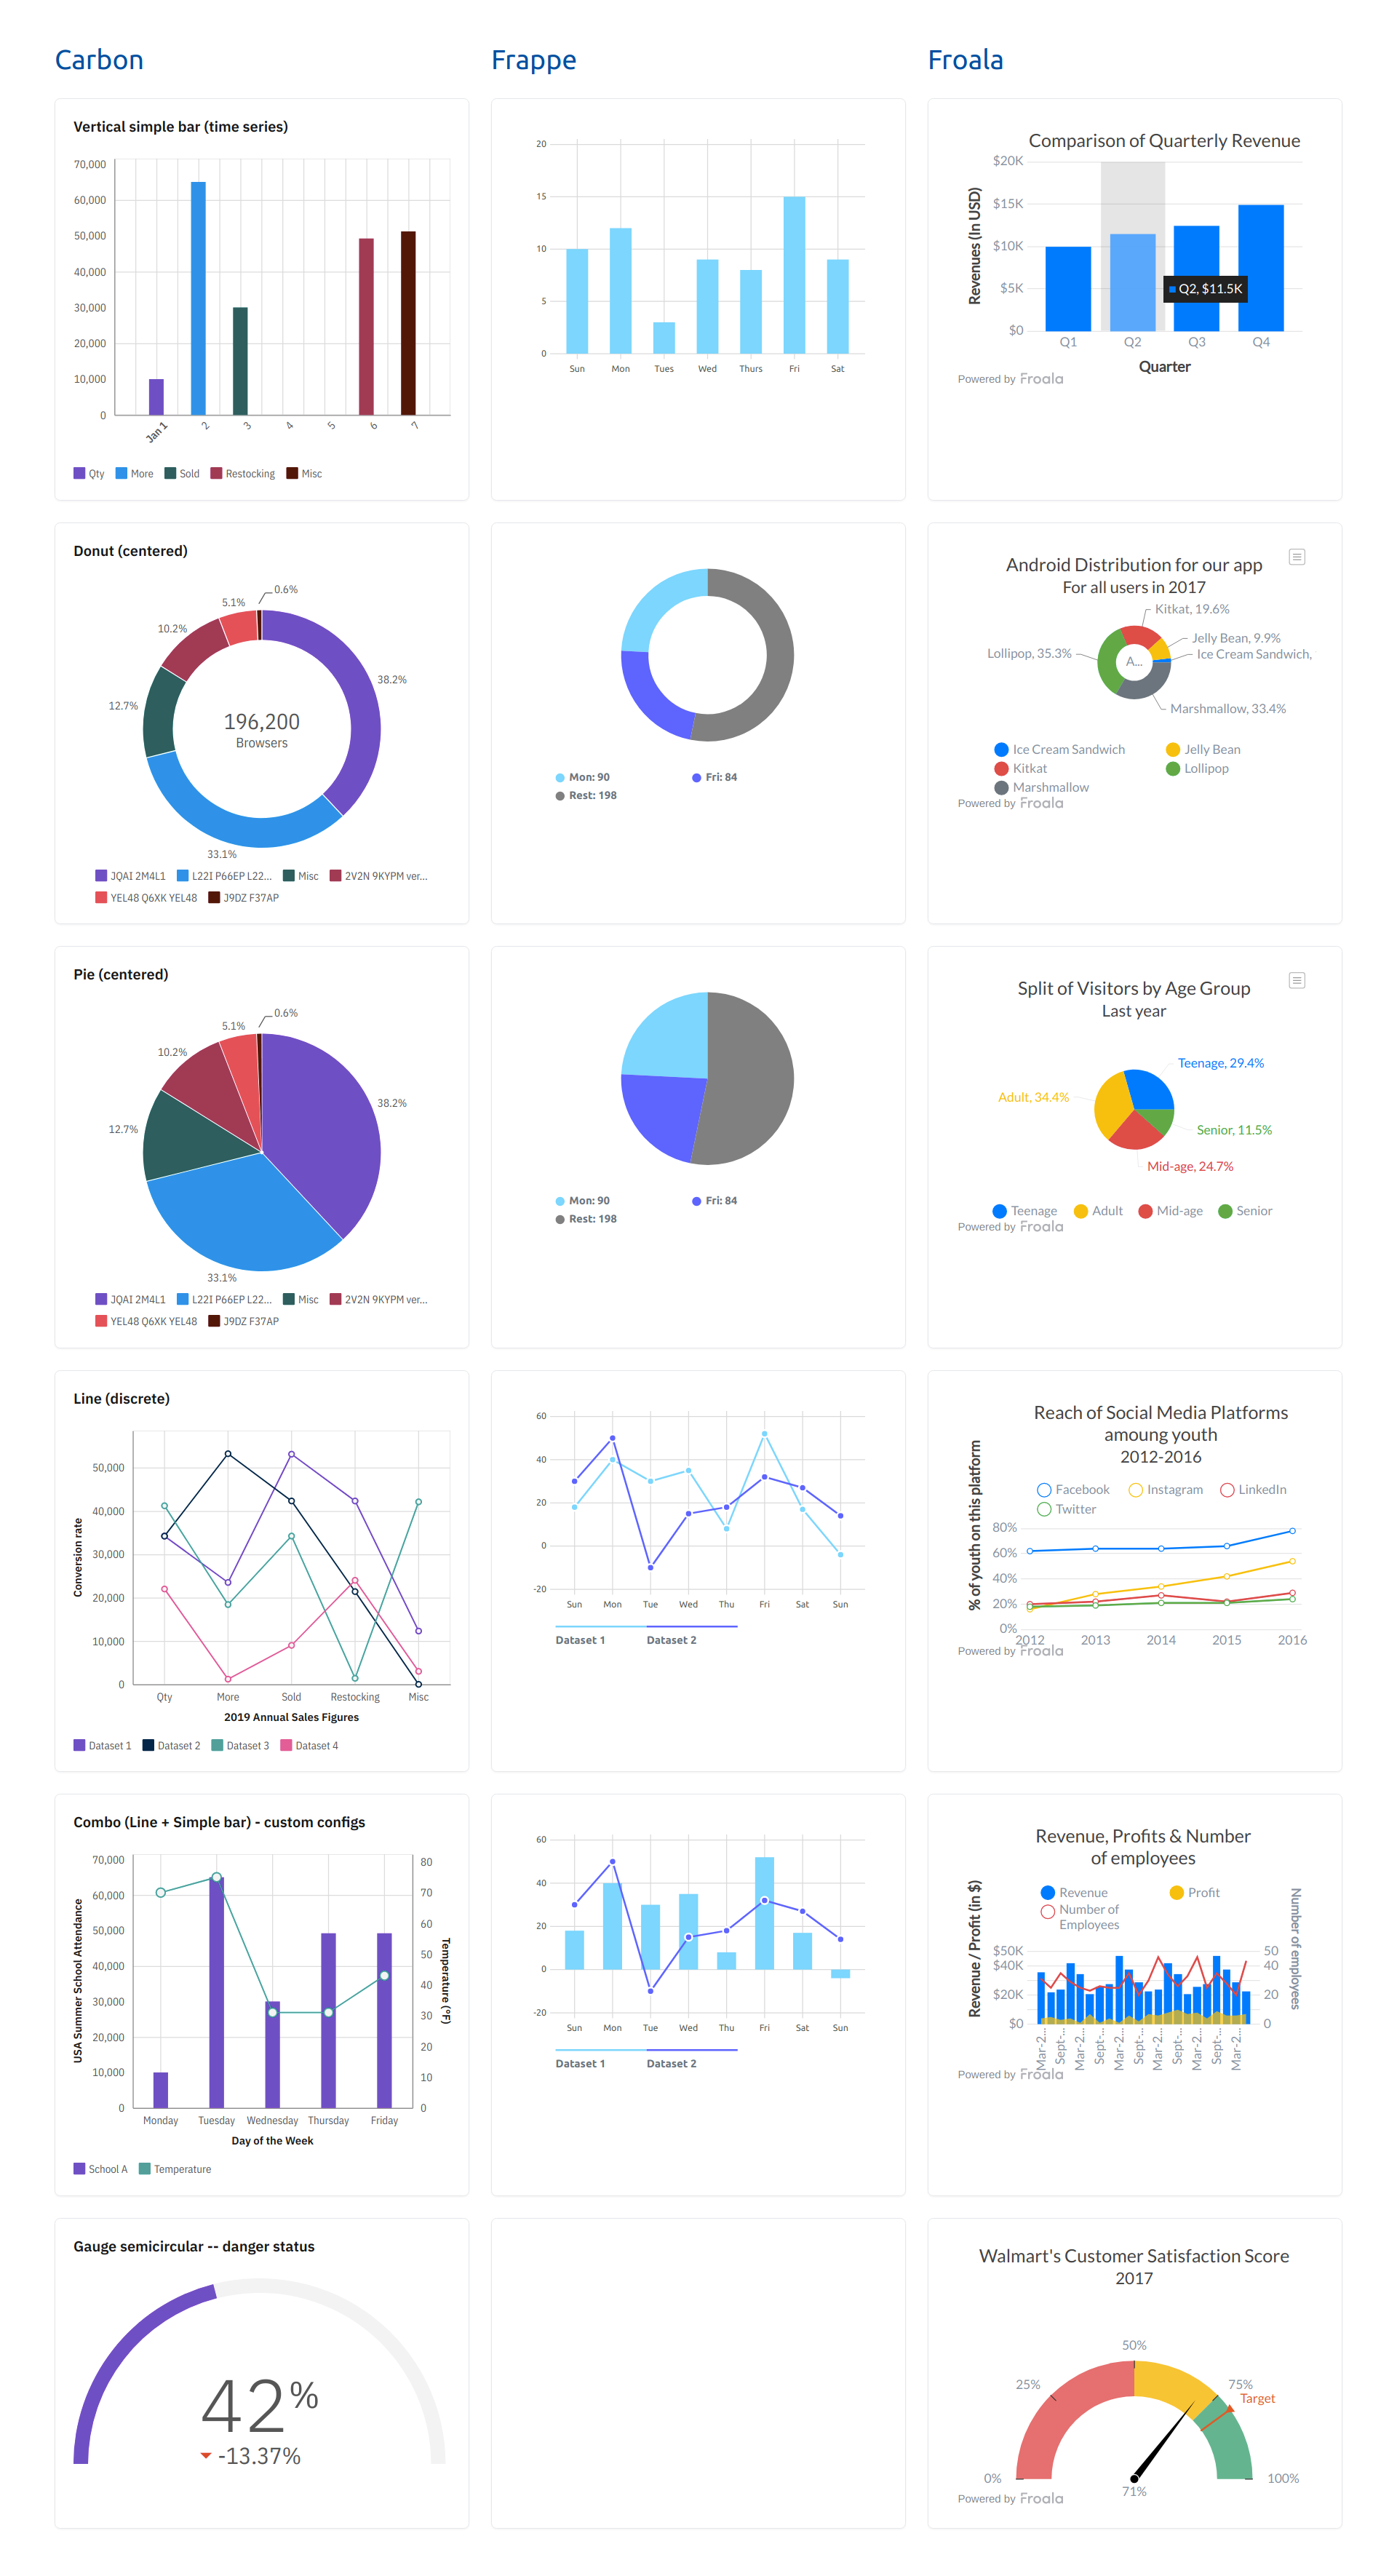 Carbon
Frappe
Froala
Vertical simple bar (time series)
70,000
60,000
50,000
40,000
30,000
20,000
10,000
0
Jan 1 2 3 4 5 6 7
Qty More Sold Restocking Misc
20
15
10
5
0
Sun Mon Tues Wed Thurs Fri Sat
Comparison of Quarterly Revenue
Revenues (In USD)
$20K
$15K
$10K
$5K
$0
Q2, $11.5K
Q1 Q2 Q3 Q4
Quarter
Powered by Froala
Donut (centered)
0.6%
5.1%
10.2%
38.2%
12.7%
196,200
Browsers
33.1%
JQAI 2M4L1 L22I P66EP L22... Misc 2V2N 9KYPM ver...
YEL48 Q6XK YEL48 J9DZ F37AP
Mon: 90 Fri: 84
Rest: 198
Android Distribution for our app
For all users in 2017
Kitkat, 19.6%
Jelly Bean, 9.9%
Lollipop, 35.3%
Ice Cream Sandwich,
A...
Marshmallow, 33.4%
Ice Cream Sandwich Jelly Bean
Kitkat Lollipop
Marshmallow
Powered by Froala
Pie (centered)
0.6%
5.1%
10.2%
38.2%
12.7%
33.1%
JQAI 2M4L1 L22I P66EP L22... Misc 2V2N 9KYPM ver...
YEL48 Q6XK YEL48 J9DZ F37AP
Mon: 90 Fri: 84
Rest: 198
Split of Visitors by Age Group
Last year
Teenage, 29.4%
Adult, 34.4%
Senior, 11.5%
Mid-age, 24.7%
Teenage Adult Mid-age Senior
Powered by Froala
Line (discrete)
Conversion rate
50,000
40,000
30,000
20,000
10,000
0
Qty More Sold Restocking Misc
2019 Annual Sales Figures
Dataset 1 Dataset 2 Dataset 3 Dataset 4
60
40
20
0
-20
Sun Mon Tue Wed Thu Fri Sat Sun
Dataset 1 Dataset 2
Reach of Social Media Platforms
amoung youth
2012-2016
% of youth on this platform
Facebook Instagram LinkedIn
Twitter
80%
60%
40%
20%
0%
2012 2013 2014 2015 2016
Powered by Froala
Combo (Line + Simple bar) - custom configs
USA Summer School Attendance
70,000
60,000
50,000
40,000
30,000
20,000
10,000
0
80
70
60
50
40
30
20
10
0
Temperature (°F)
Monday Tuesday Wednesday Thursday Friday
Day of the Week
School A Temperature
60
40
20
0
-20
Sun Mon Tue Wed Thu Fri Sat Sun
Dataset 1 Dataset 2
Revenue, Profits & Number
of employees
Revenue / Profit (in $)
Revenue Profit
Number of
Employees
Number of employees
$50K
$40K
$20K
$0
50
40
20
0
Mar-2... Sept-... Mar-2... Sept-... Mar-2... Sept-... Mar-2... Sept-... Mar-2... Sept-... Mar-2...
Powered by Froala
Gauge semicircular -- danger status
42%
-13.37%
Walmart's Customer Satisfaction Score
2017
50%
25%
75%
Target
0%
100%
71%
Powered by Froala